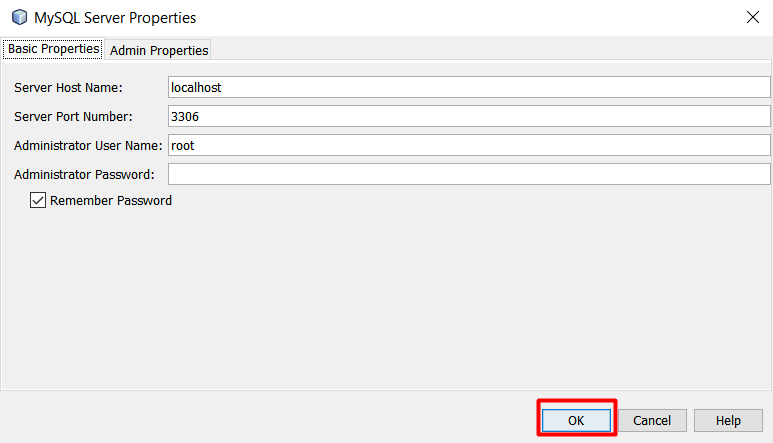 MySQL Server Properties
Basic Properties Admin Properties
Server Host Name: localhost
Server Port Number: 3306
Administrator User Name: root
Administrator Password:
Remember Password
OK Cancel Help